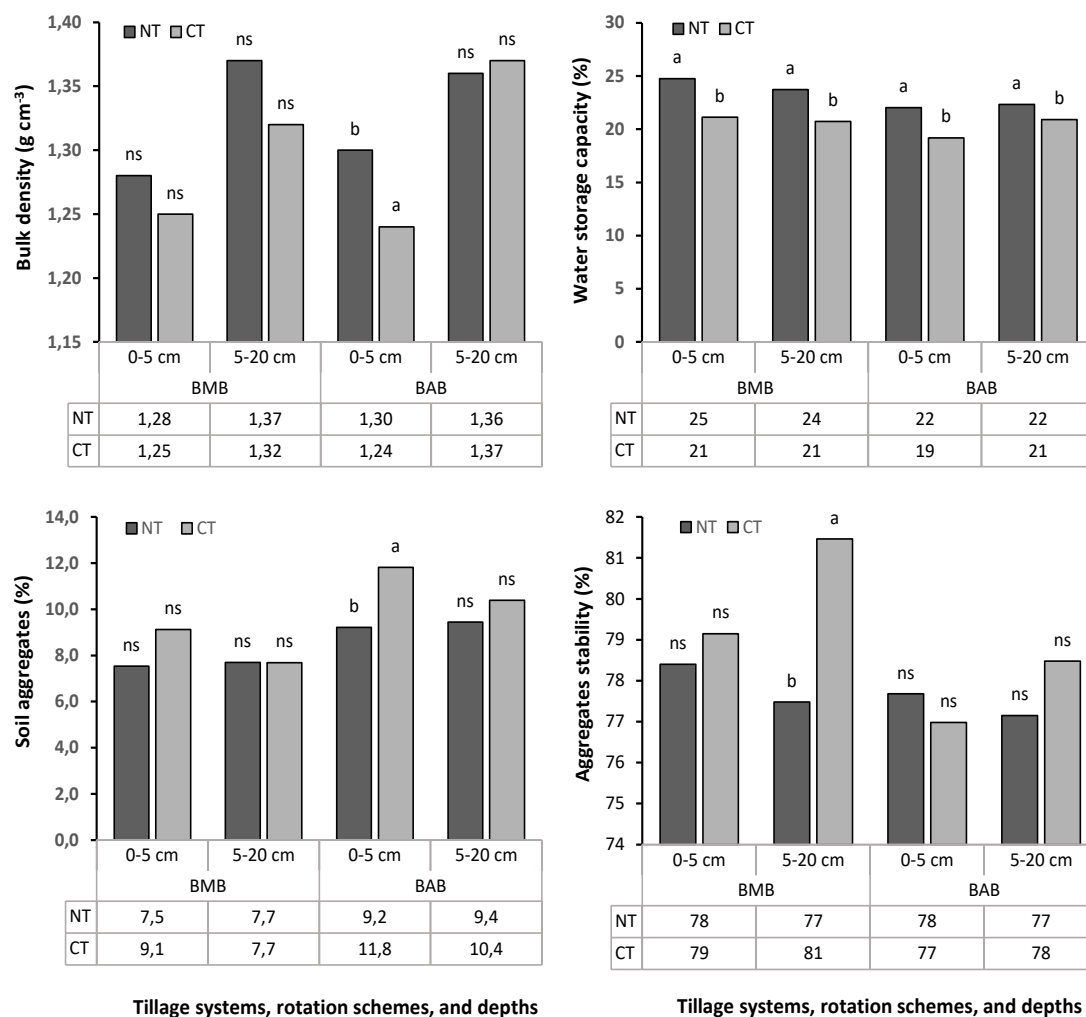 Bulk density (g cm⁻³)
1,40
1,35
1,30
1,25
1,20
1,15
NT CT
ns ns ns ns b a ns ns
0-5 cm 5-20 cm 0-5 cm 5-20 cm
BMB BAB
NT 1,28 1,37 1,30 1,36
CT 1,25 1,32 1,24 1,37
Water storage capacity (%)
30
25
20
15
10
5
0
NT CT
a b a b a b a b
0-5 cm 5-20 cm 0-5 cm 5-20 cm
BMB BAB
NT 25 24 22 22
CT 21 21 19 21
Soil aggregates (%)
14,0
12,0
10,0
8,0
6,0
4,0
2,0
0,0
NT CT
ns ns ns ns b a ns ns
0-5 cm 5-20 cm 0-5 cm 5-20 cm
BMB BAB
NT 7,5 7,7 9,2 9,4
CT 9,1 7,7 11,8 10,4
Tillage systems, rotation schemes, and depths
Aggregates stability (%)
82
81
80
79
78
77
76
75
74
NT CT
ns ns b a ns ns ns ns
0-5 cm 5-20 cm 0-5 cm 5-20 cm
BMB BAB
NT 78 77 78 77
CT 79 81 77 78
Tillage systems, rotation schemes, and depths